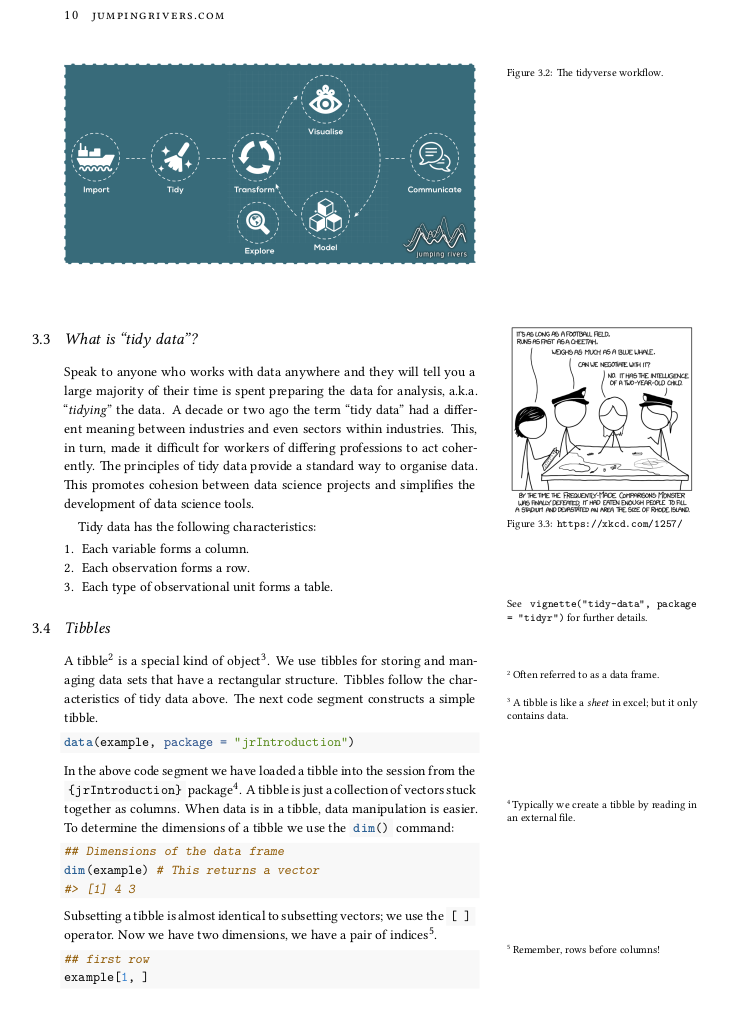 10 JUMPINGRIVERS.COM
Import
Tidy
Transform
Visualise
Explore
Model
Communicate
jumping rivers
Figure 3.2: The tidyverse workflow.
3.3 What is “tidy data”?
Speak to anyone who works with data anywhere and they will tell you a
large majority of their time is spent preparing the data for analysis, a.k.a.
“tidying” the data. A decade or two ago the term “tidy data” had a differ-
ent meaning between industries and even sectors within industries. This,
in turn, made it difficult for workers of differing professions to act coher-
ently. The principles of tidy data provide a standard way to organise data.
This promotes cohesion between data science projects and simplifies the
development of data science tools.
Tidy data has the following characteristics:
1. Each variable forms a column.
2. Each observation forms a row.
3. Each type of observational unit forms a table.
IT'S AS LONG AS A FOOTBALL FIELD,
RUNS AS FAST AS A CHEETAH.
WEIGHS AS MUCH AS A BLUE WHALE.
CAN WE NEGOTIATE WITH IT?
NO. IT HAS THE INTELLIGENCE
OF A TWO-YEAR-OLD CHILD.
BY THE TIME THE FREQUENTLY-MADE COMPARISONS MONSTER
WAS FINALLY DEFEATED, IT HAD EATEN ENOUGH PEOPLE TO FILL
A STADIUM AND DEVASTATED AN AREA THE SIZE OF RHODE ISLAND.
Figure 3.3: https://xkcd.com/1257/
See vignette("tidy-data", package
= "tidyr") for further details.
3.4 Tibbles
A tibble2 is a special kind of object3. We use tibbles for storing and man-
aging data sets that have a rectangular structure. Tibbles follow the char-
acteristics of tidy data above. The next code segment constructs a simple
tibble.
2 Often referred to as a data frame.
3 A tibble is like a sheet in excel; but it only
contains data.
data(example, package = "jrIntroduction")
In the above code segment we have loaded a tibble into the session from the
{jrIntroduction} package4. A tibble is just a collection of vectors stuck
together as columns. When data is in a tibble, data manipulation is easier.
To determine the dimensions of a tibble we use the dim() command:
4 Typically we create a tibble by reading in
an external file.
## Dimensions of the data frame
dim(example) # This returns a vector
#> [1] 4 3
Subsetting a tibble is almost identical to subsetting vectors; we use the [ ]
operator. Now we have two dimensions, we have a pair of indices5.
5 Remember, rows before columns!
## first row
example[1, ]